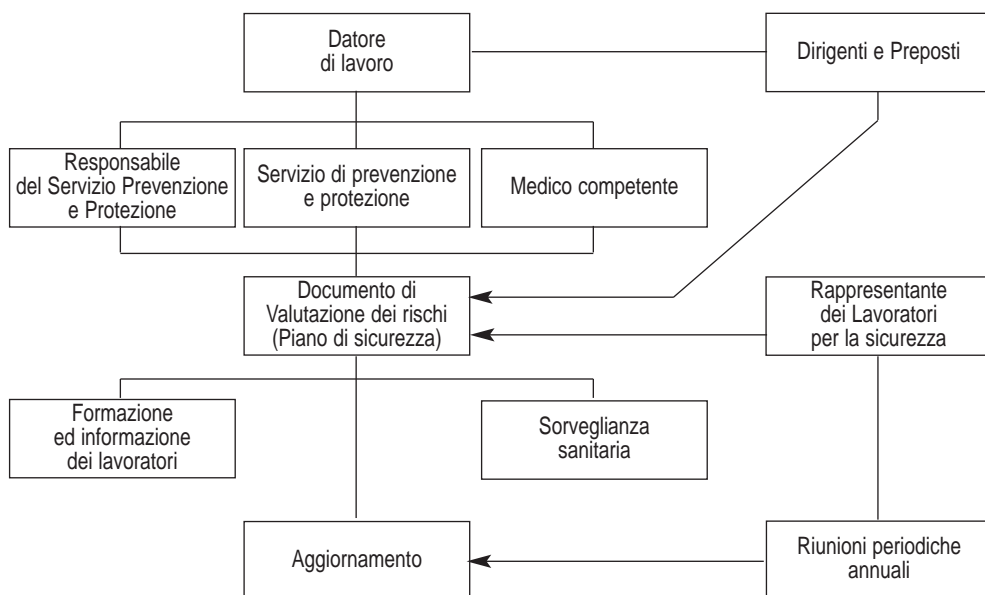 Datore
di lavoro
Dirigenti e Preposti
Responsabile
del Servizio Prevenzione
e Protezione
Servizio di prevenzione
e protezione
Medico competente
Documento di
Valutazione dei rischi
(Piano di sicurezza)
Rappresentante
dei Lavoratori
per la sicurezza
Formazione
ed informazione
dei lavoratori
Sorveglianza
sanitaria
Aggiornamento
Riunioni periodiche
annuali